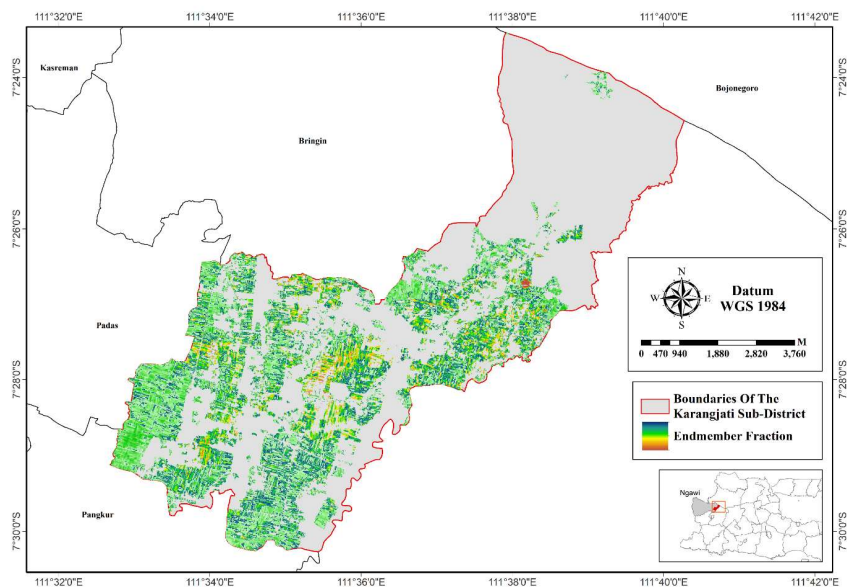 111°32'0"E 111°34'0"E 111°36'0"E 111°38'0"E 111°40'0"E 111°42'0"E
7°24'0"S
7°24'0"S
Kasreman
Bojonegoro
Bringin
7°26'0"S
7°26'0"S
N
W E
S
Datum
WGS 1984
M
0 470 940 1,880 2,820 3,760
Padas
7°28'0"S
7°28'0"S
Boundaries Of The
Karangjati Sub-District
Endmember Fraction
Ngawi
Pangkur
7°30'0"S
7°30'0"S
111°32'0"E 111°34'0"E 111°36'0"E 111°38'0"E 111°40'0"E 111°42'0"E